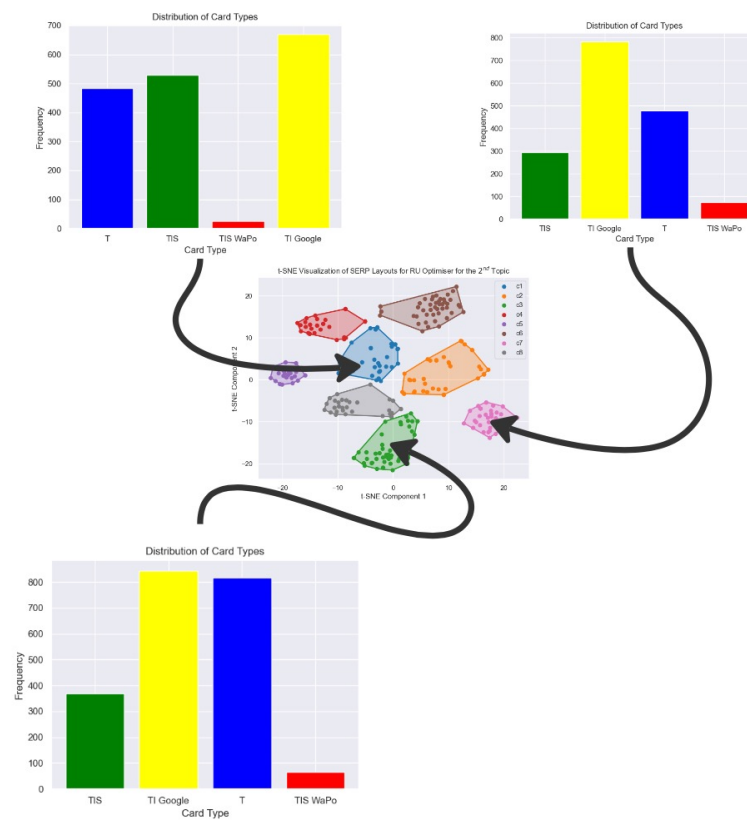 Distribution of Card Types
700
600
500
400
300
200
100
0
Frequency
T TIS TIS WaPo TI Google
Card Type
Distribution of Card Types
800
700
600
500
400
300
200
100
0
Frequency
TIS TI Google T TIS WaPo
Card Type
t-SNE Visualization of SERP Layouts for RU Optimiser for the 2nd Topic
c1
c2
c3
c4
c5
c6
c7
c8
20
10
0
−10
−20
t-SNE Component 2
−20 −10 0 10 20
t-SNE Component 1
Distribution of Card Types
800
700
600
500
400
300
200
100
0
Frequency
TIS TI Google T TIS WaPo
Card Type